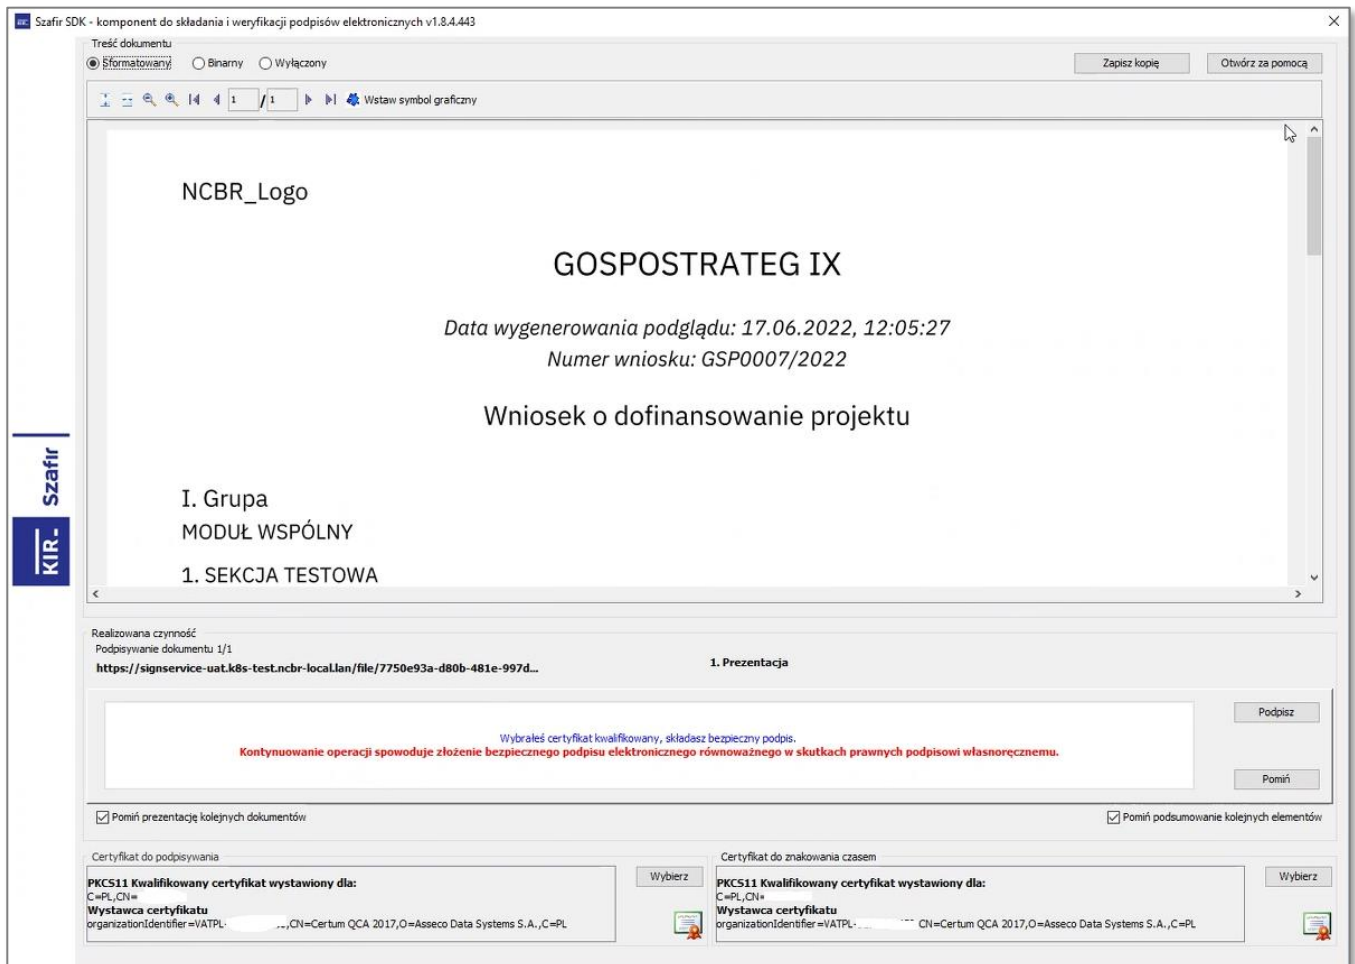 Szafir SDK - komponent do składania i weryfikacji podpisów elektronicznych v1.8.4.443
Treść dokumentu
Sformatowany Binarny Wyłączony Zapisz kopię Otwórz za pomocą
1 / 1 Wstaw symbol graficzny
NCBR_Logo
GOSPOSTRATEG IX
Data wygenerowania podglądu: 17.06.2022, 12:05:27
Numer wniosku: GSP0007/2022
Wniosek o dofinansowanie projektu
I. Grupa
MODUŁ WSPÓLNY
1. SEKCJA TESTOWA
KIR. Szafir
Realizowana czynność
Podpisywanie dokumentu 1/1
https://signservice-uat.k8s-test.ncbr-local.lan/file/7750e93a-d80b-481e-997d...
1. Prezentacja
Wybrałeś certyfikat kwalifikowany, składasz bezpieczny podpis.
Kontynuowanie operacji spowoduje złożenie bezpiecznego podpisu elektronicznego równoważnego w skutkach prawnych podpisowi własnoręcznemu.
Podpisz
Pomiń
Pomiń prezentację kolejnych dokumentów
Pomiń podsumowanie kolejnych elementów
Certyfikat do podpisywania
PKCS11 Kwalifikowany certyfikat wystawiony dla:
C=PL,CN=
Wystawca certyfikatu
organizationIdentifier=VATPL- ,CN=Certum QCA 2017,O=Asseco Data Systems S.A.,C=PL
Wybierz
Certyfikat do znakowania czasem
PKCS11 Kwalifikowany certyfikat wystawiony dla:
C=PL,CN=
Wystawca certyfikatu
organizationIdentifier=VATPL- CN=Certum QCA 2017,O=Asseco Data Systems S.A.,C=PL
Wybierz